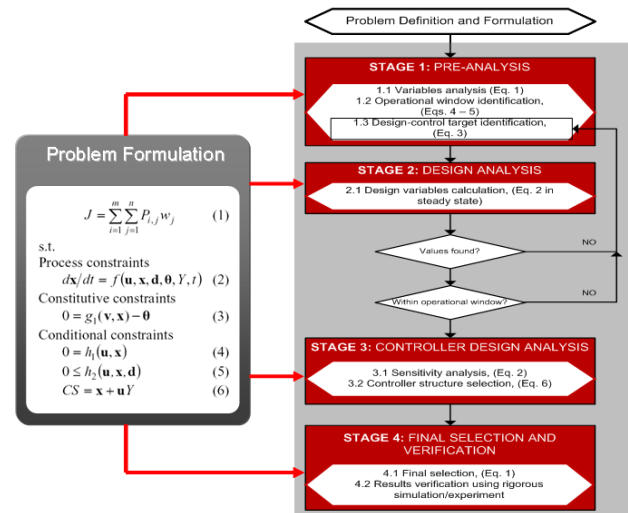 Problem Definition and Formulation
STAGE 1: PRE-ANALYSIS
1.1 Variables analysis (Eq. 1)
1.2 Operational window identification,
(Eqs. 4 – 5)
1.3 Design-control target identification,
(Eq. 3)
STAGE 2: DESIGN ANALYSIS
2.1 Design variables calculation, (Eq. 2 in
steady state)
Values found?
NO
Within operational window?
NO
STAGE 3: CONTROLLER DESIGN ANALYSIS
3.1 Sensitivity analysis, (Eq. 2)
3.2 Controller structure selection, (Eq. 6)
STAGE 4: FINAL SELECTION AND
VERIFICATION
4.1 Final selection, (Eq. 1)
4.2 Results verification using rigorous
simulation/experiment
Problem Formulation
J = ∑_{i=1}^{m} ∑_{j=1}^{n} P_{i,j} w_j (1)
s.t.
Process constraints
dx/dt = f(u, x, d, θ, Y, t) (2)
Constitutive constraints
0 = g₁(v, x) − θ (3)
Conditional constraints
0 = h₁(u, x) (4)
0 ≤ h₂(u, x, d) (5)
CS = x + uY (6)